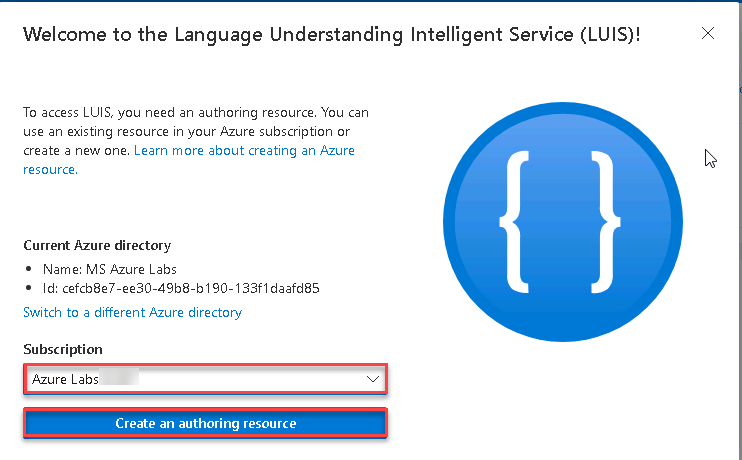 Welcome to the Language Understanding Intelligent Service (LUIS)!
To access LUIS, you need an authoring resource. You can
use an existing resource in your Azure subscription or
create a new one. Learn more about creating an Azure
resource.
Current Azure directory
• Name: MS Azure Labs
• Id: cefcb8e7-ee30-49b8-b190-133f1daafd85
Switch to a different Azure directory
Subscription
Azure Labs
Create an authoring resource